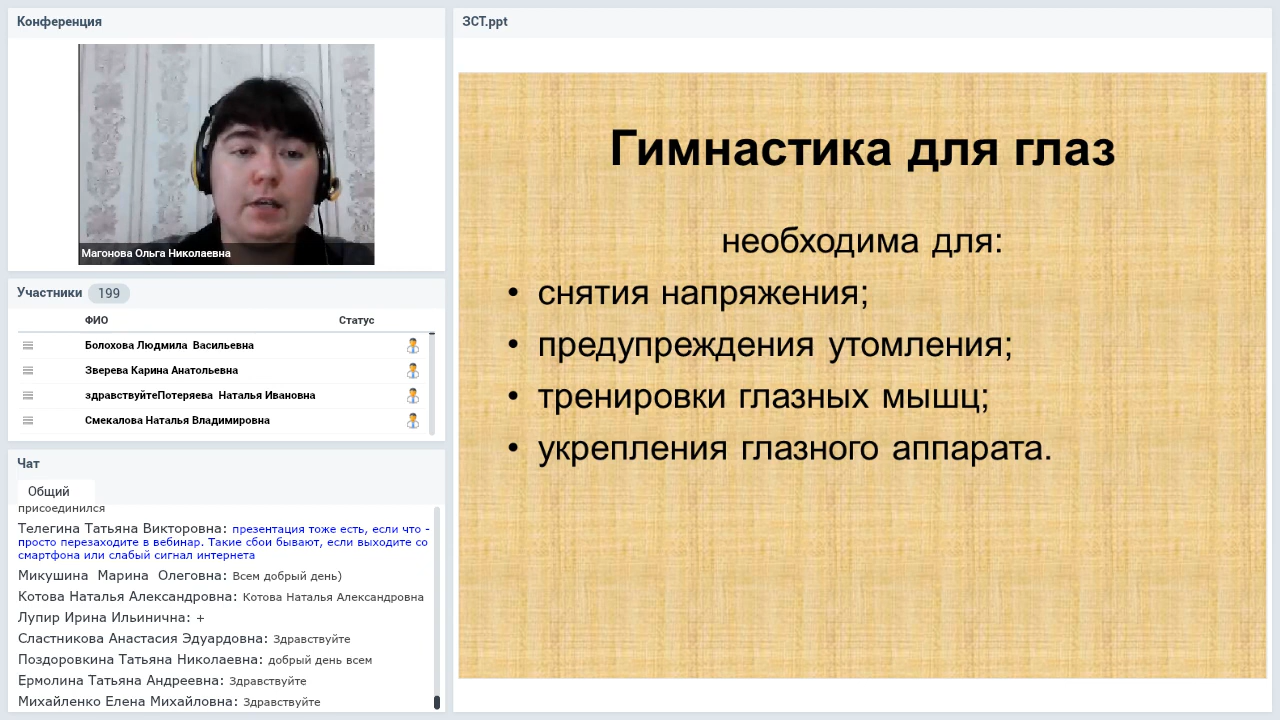 Конференция
Магонова Ольга Николаевна
Участники 199
ФИО Статус
Болохова Людмила Васильевна
Зверева Карина Анатольевна
здравствуйтеПотеряева Наталья Ивановна
Смекалова Наталья Владимировна
Чат
Общий
присоединился
Телегина Татьяна Викторовна: презентация тоже есть, если что -
просто перезаходите в вебинар. Такие сбои бывают, если выходите со
смартфона или слабый сигнал интернета
Микушина Марина Олеговна: Всем добрый день)
Котова Наталья Александровна: Котова Наталья Александровна
Лупир Ирина Ильинична: +
Сластникова Анастасия Эдуардовна: Здравствуйте
Поздоровкина Татьяна Николаевна: добрый день всем
Ермолина Татьяна Андреевна: Здравствуйте
Михайленко Елена Михайловна: Здравствуйте
ЗСТ.ppt
Гимнастика для глаз
необходима для:
• снятия напряжения;
• предупреждения утомления;
• тренировки глазных мышц;
• укрепления глазного аппарата.